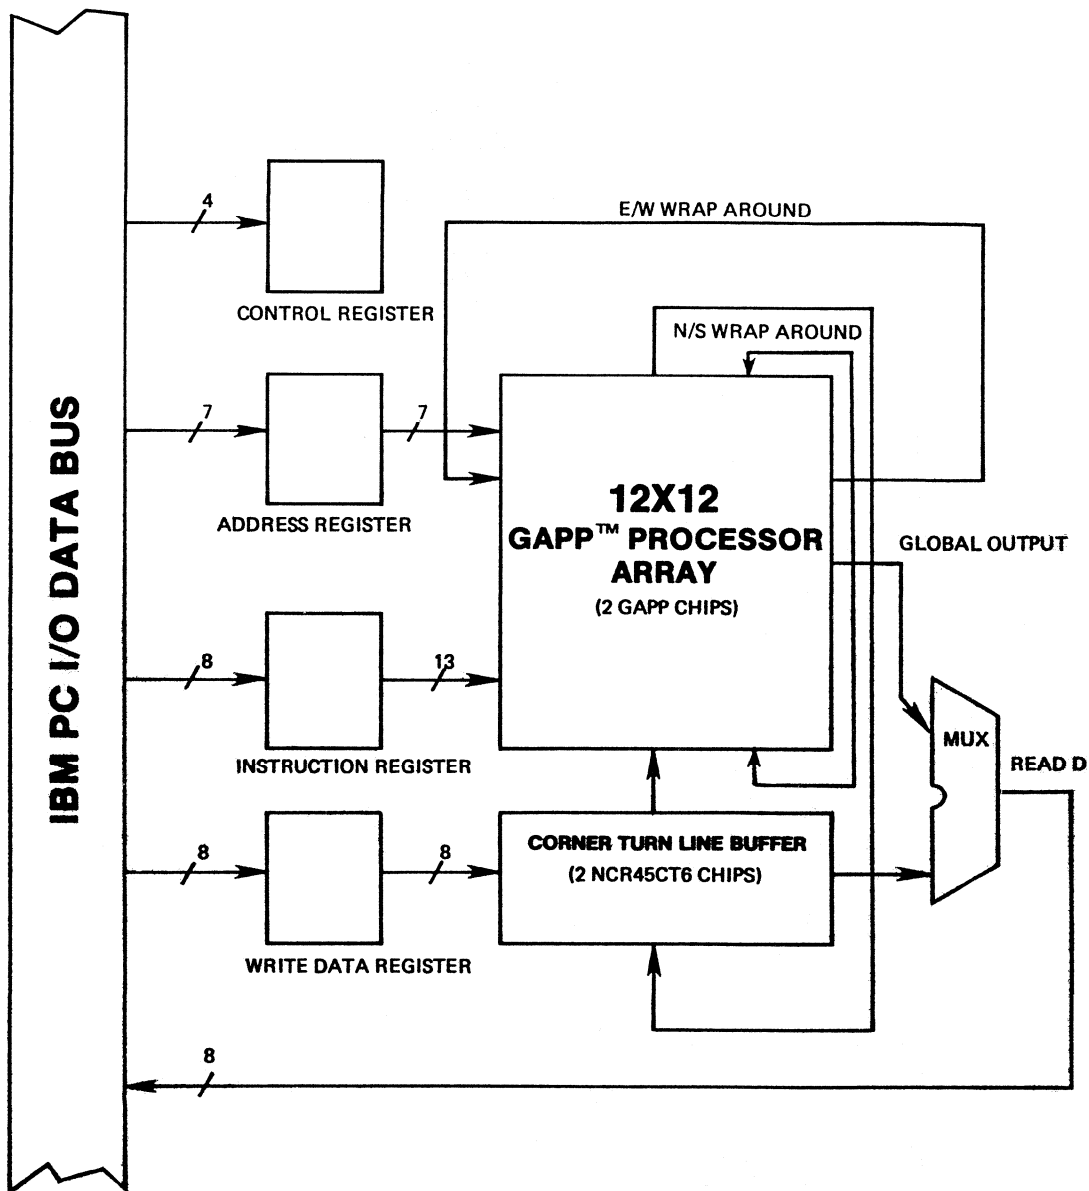 IBM PC I/O DATA BUS
4
CONTROL REGISTER
E/W WRAP AROUND
N/S WRAP AROUND
7
7
ADDRESS REGISTER
12X12
GAPP™ PROCESSOR
ARRAY
(2 GAPP CHIPS)
GLOBAL OUTPUT
8
13
INSTRUCTION REGISTER
MUX
READ D
8
8
CORNER TURN LINE BUFFER
(2 NCR45CT6 CHIPS)
WRITE DATA REGISTER
8